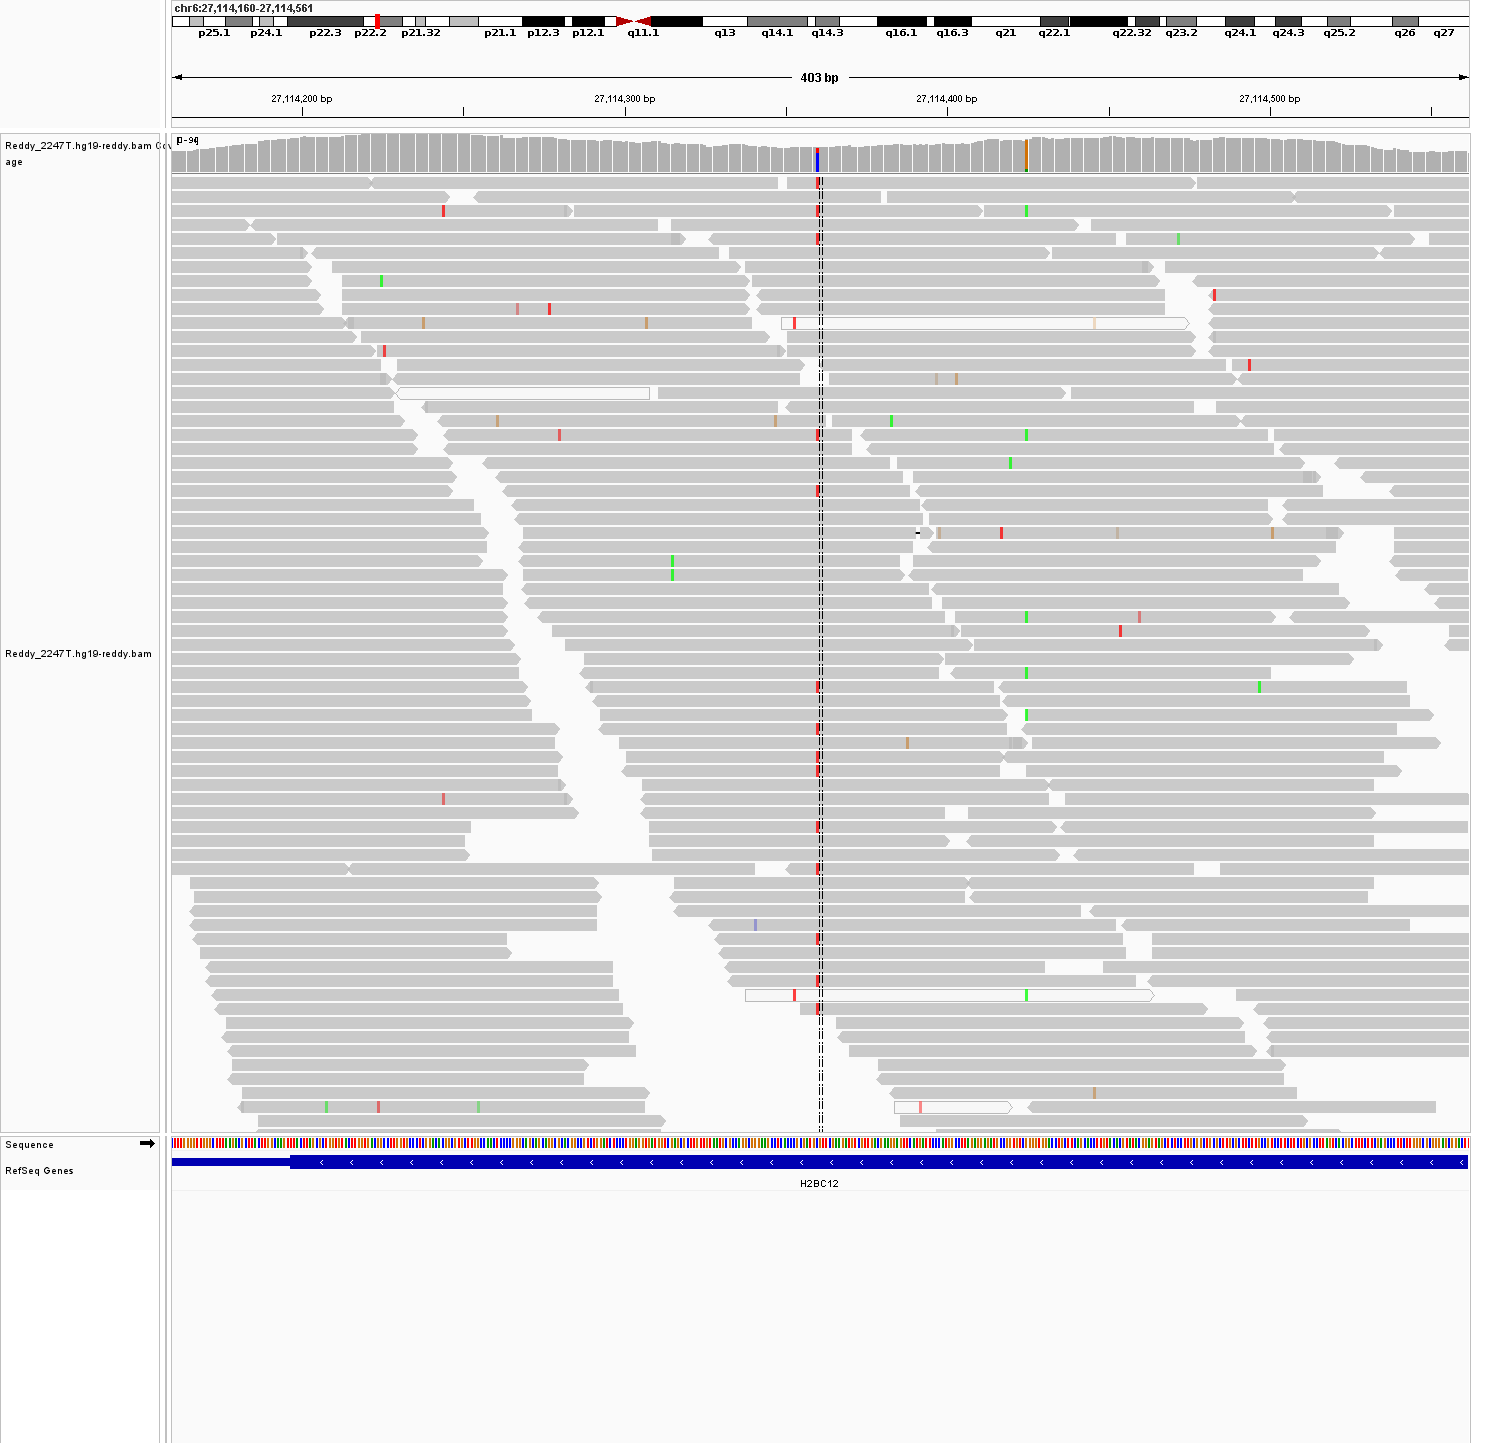 chr6:27,114,160-27,114,561
p25.1 p24.1 p22.3 p22.2 p21.32 p21.1 p12.3 p12.1 q11.1 q13 q14.1 q14.3 q16.1 q16.3 q21 q22.1 q22.32 q23.2 q24.1 q24.3 q25.2 q26 q27
403 bp
27,114,200 bp 27,114,300 bp 27,114,400 bp 27,114,500 bp
Reddy_2247T.hg19-reddy.bam Cov
age
[0-94]
Reddy_2247T.hg19-reddy.bam
Sequence
RefSeq Genes
H2BC12